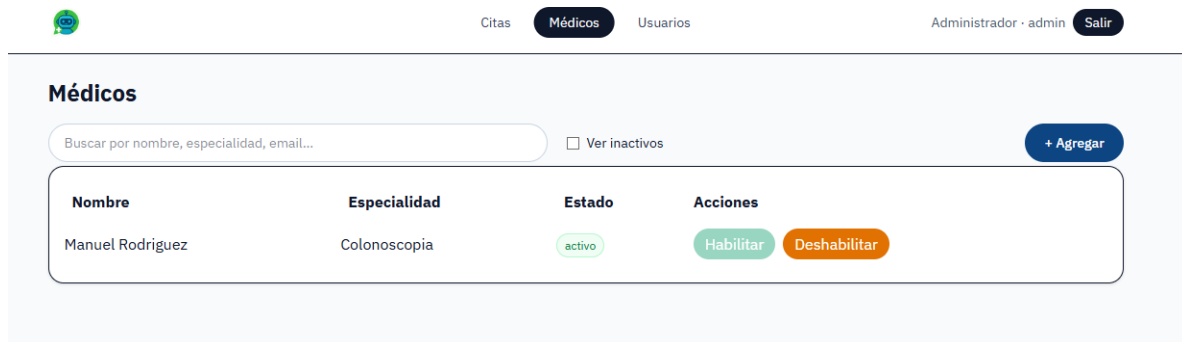 Citas Médicos Usuarios Administrador · admin Salir
Médicos
Buscar por nombre, especialidad, email... Ver inactivos + Agregar
Nombre Especialidad Estado Acciones
Manuel Rodriguez Colonoscopia activo Habilitar Deshabilitar